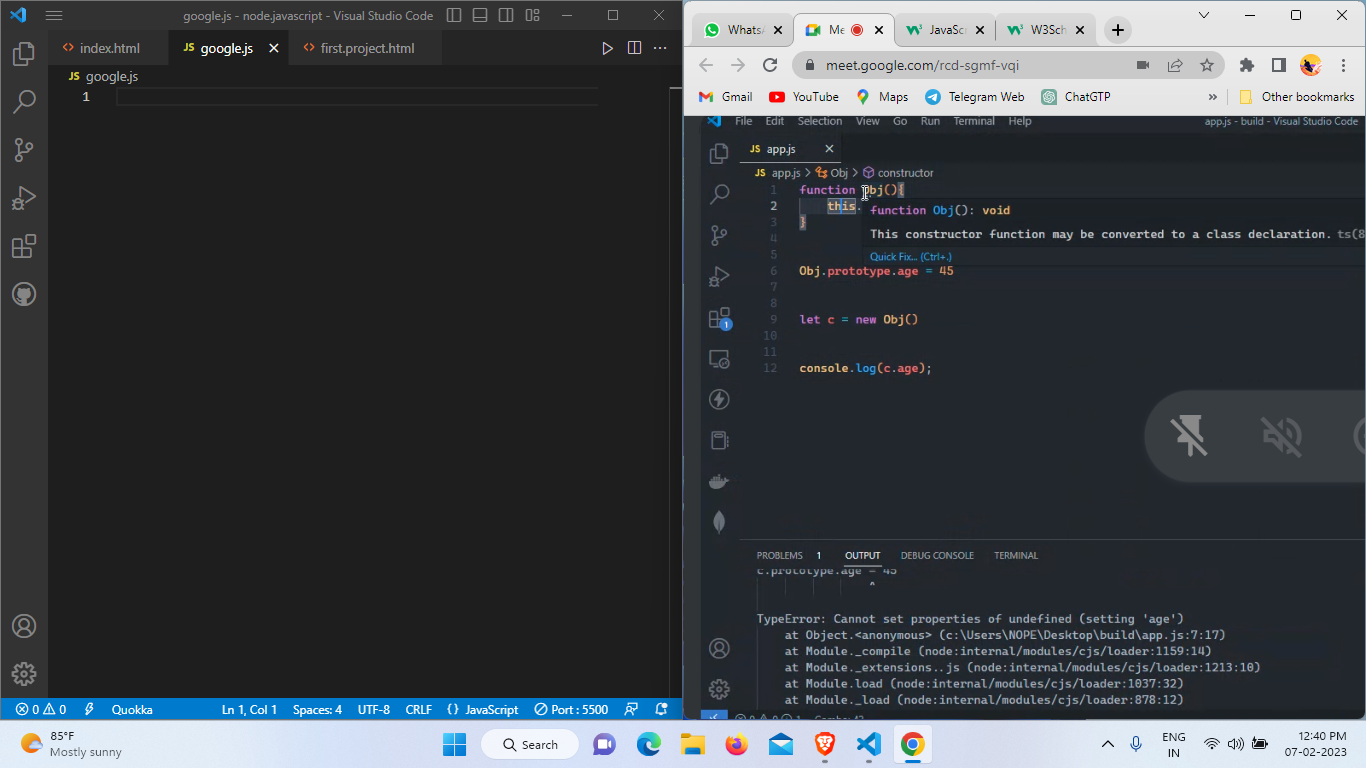 google.js - node.javascript - Visual Studio Code
index.html
google.js
first.project.html
JS google.js
1
0 0
Quokka
Ln 1, Col 1
Spaces: 4
UTF-8
CRLF
{} JavaScript
Port : 5500
WhatsA
Me
JavaSc
W3Sch
meet.google.com/rcd-sgmf-vqi
Gmail
YouTube
Maps
Telegram Web
ChatGTP
»
Other bookmarks
File Edit Selection View Go Run Terminal Help
app.js - build - Visual Studio Code
JS app.js
JS app.js > Obj > constructor
1 function Obj(){
2 this.
function Obj(): void
3 }
This constructor function may be converted to a class declaration. ts(8
4
5
Quick Fix... (Ctrl+.)
6 Obj.prototype.age = 45
7
8
9 let c = new Obj()
10
11
12 console.log(c.age);
1
PROBLEMS 1 OUTPUT DEBUG CONSOLE TERMINAL
c.prototype.age = 45
^
TypeError: Cannot set properties of undefined (setting 'age')
at Object.<anonymous> (c:\Users\NOPE\Desktop\build\app.js:7:17)
at Module._compile (node:internal/modules/cjs/loader:1159:14)
at Module._extensions..js (node:internal/modules/cjs/loader:1213:10)
at Module.load (node:internal/modules/cjs/loader:1037:32)
at Module._load (node:internal/modules/cjs/loader:878:12)
85°F
Mostly sunny
Search
ENG
IN
12:40 PM
07-02-2023